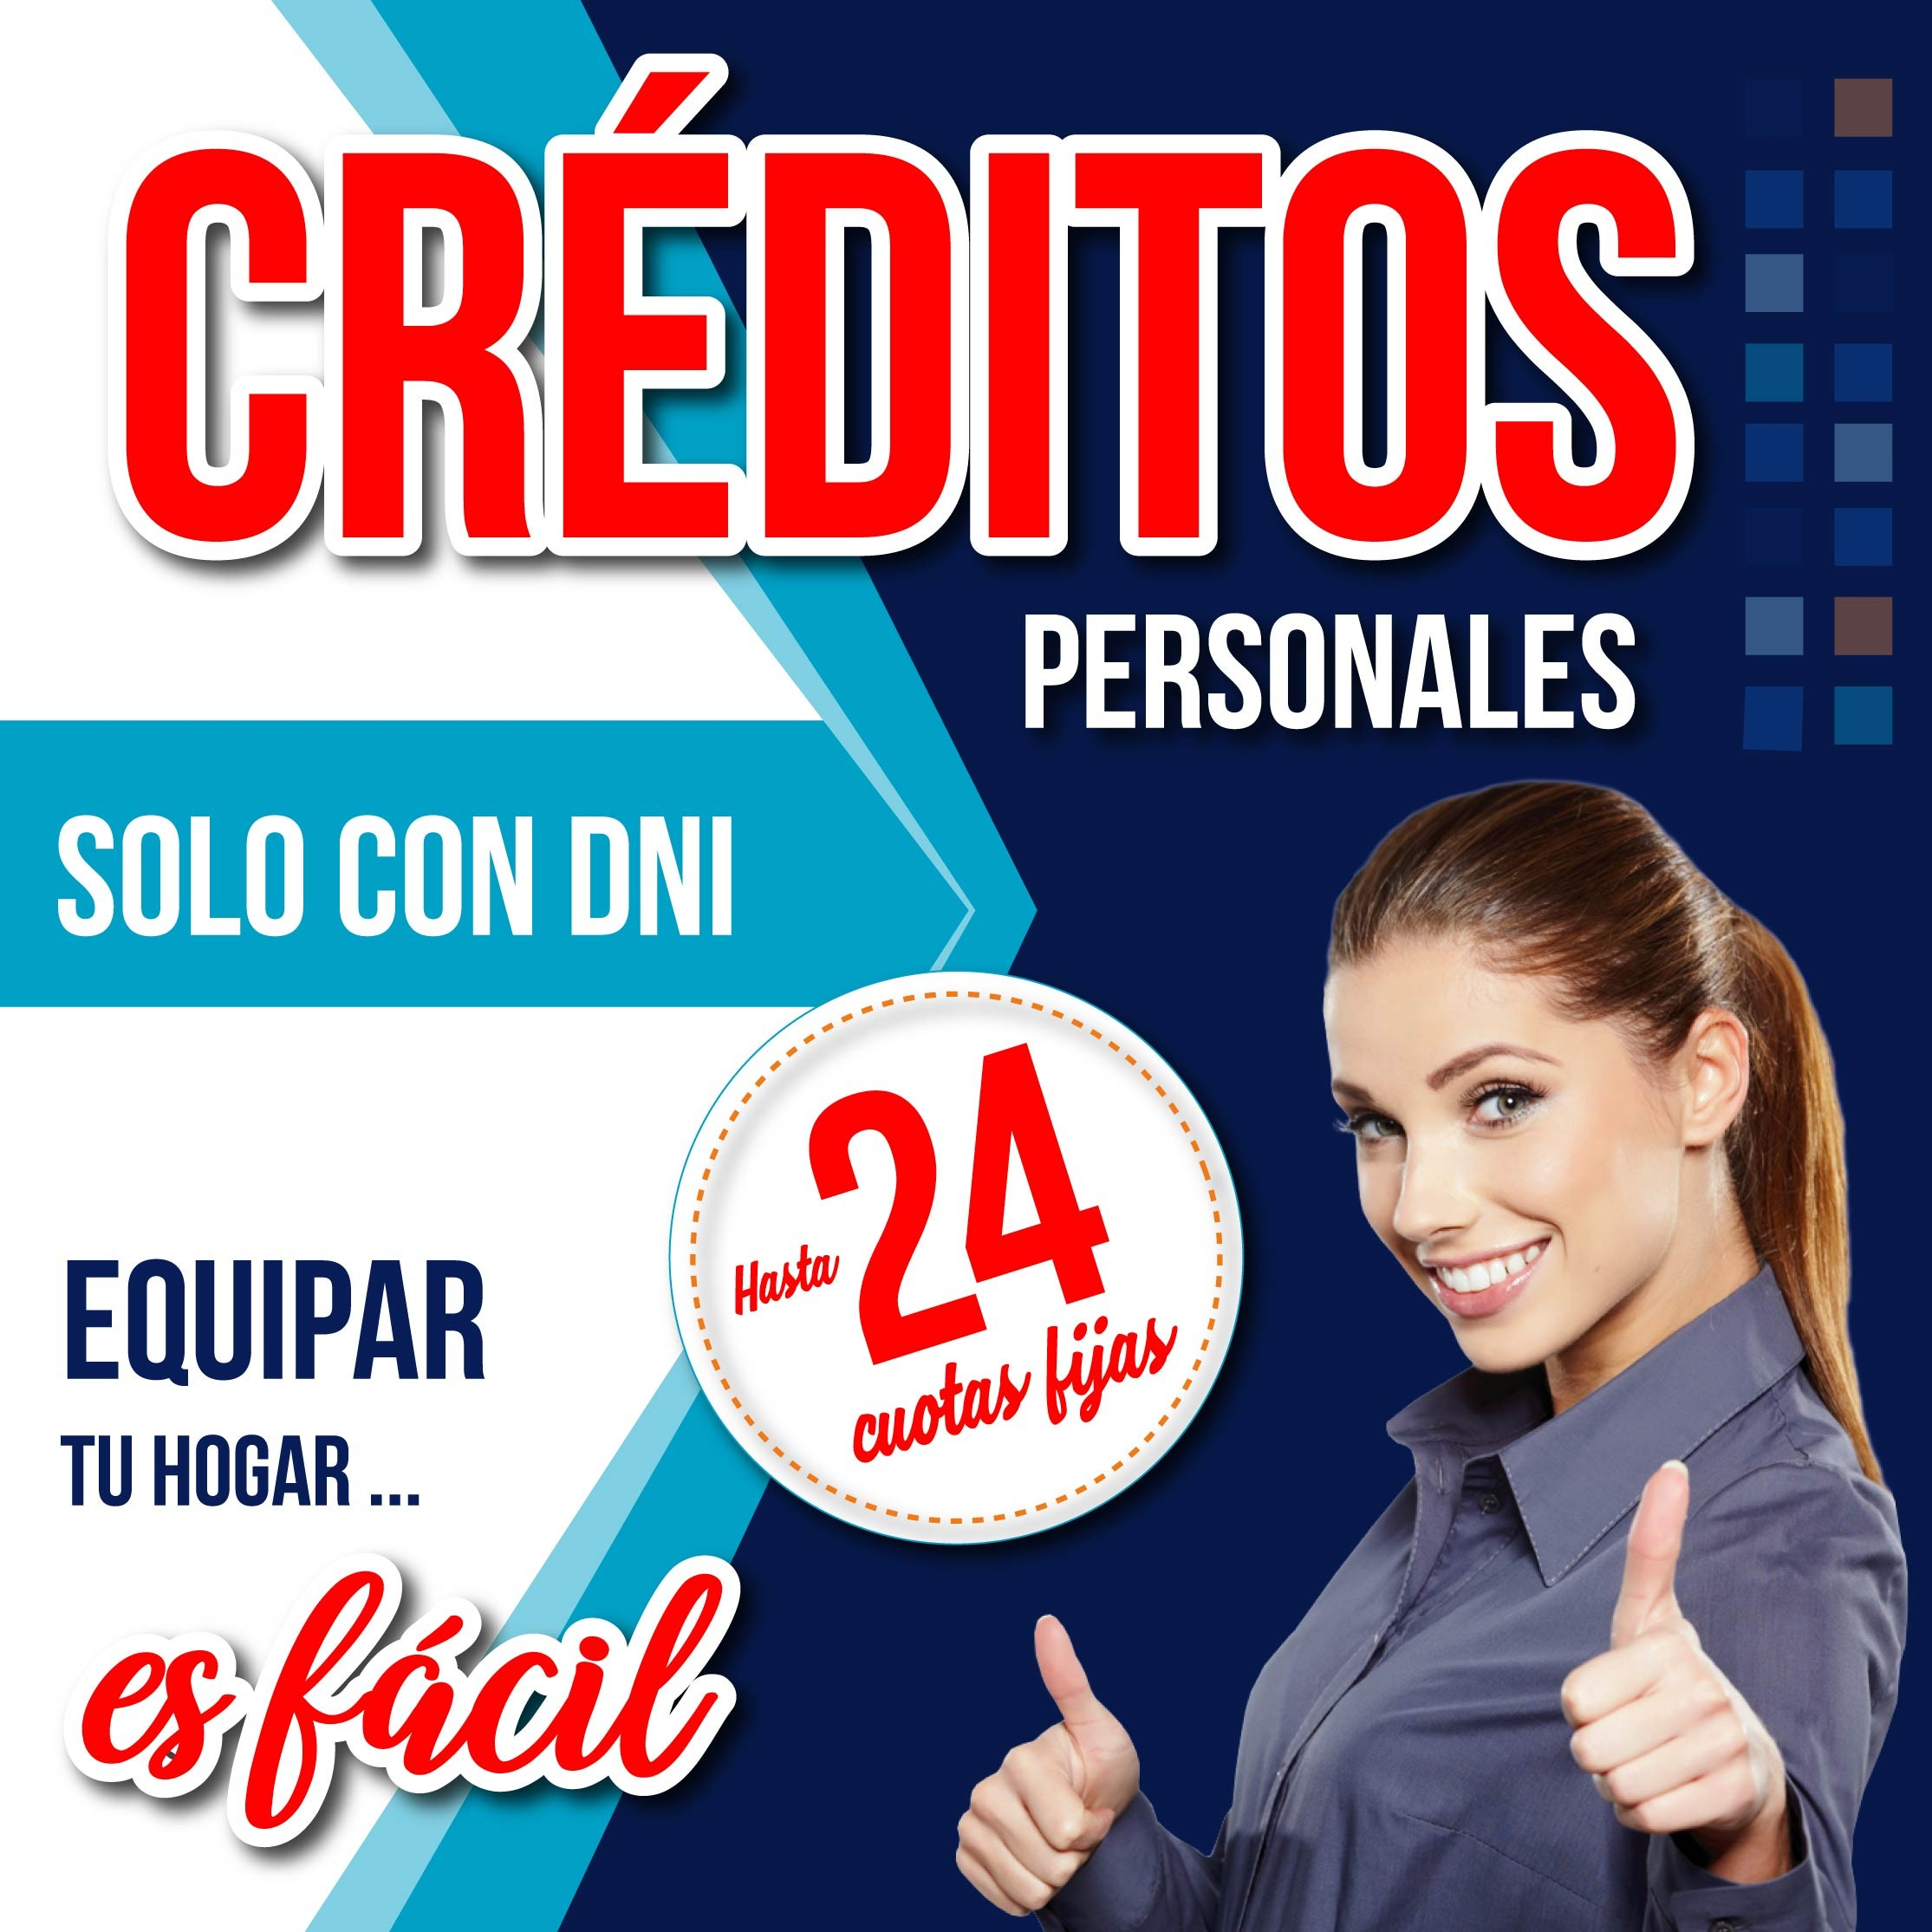 CRÉDITOS
PERSONALES
SOLO CON DNI
Hasta 24
cuotas fijas
EQUIPAR
TU HOGAR ...
es fácil